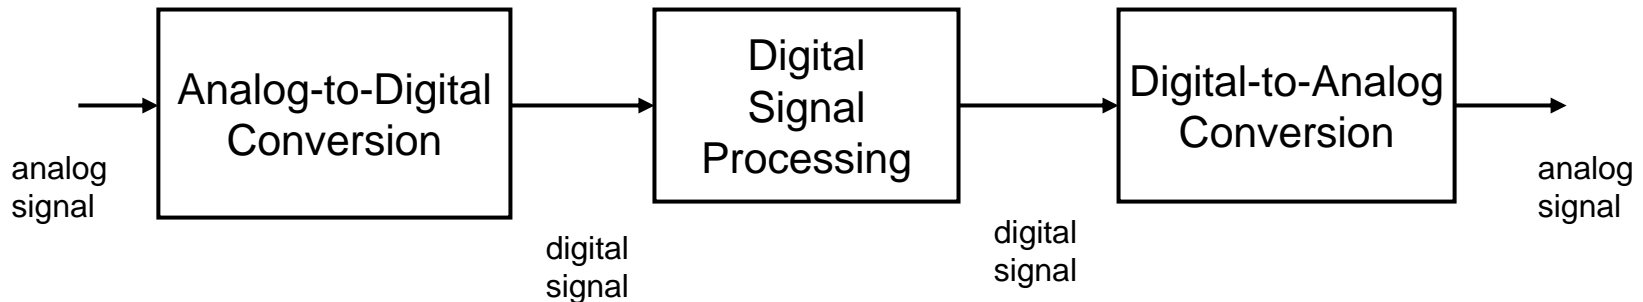 analog
signal
Analog-to-Digital
Conversion
digital
signal
Digital
Signal
Processing
digital
signal
Digital-to-Analog
Conversion
analog
signal